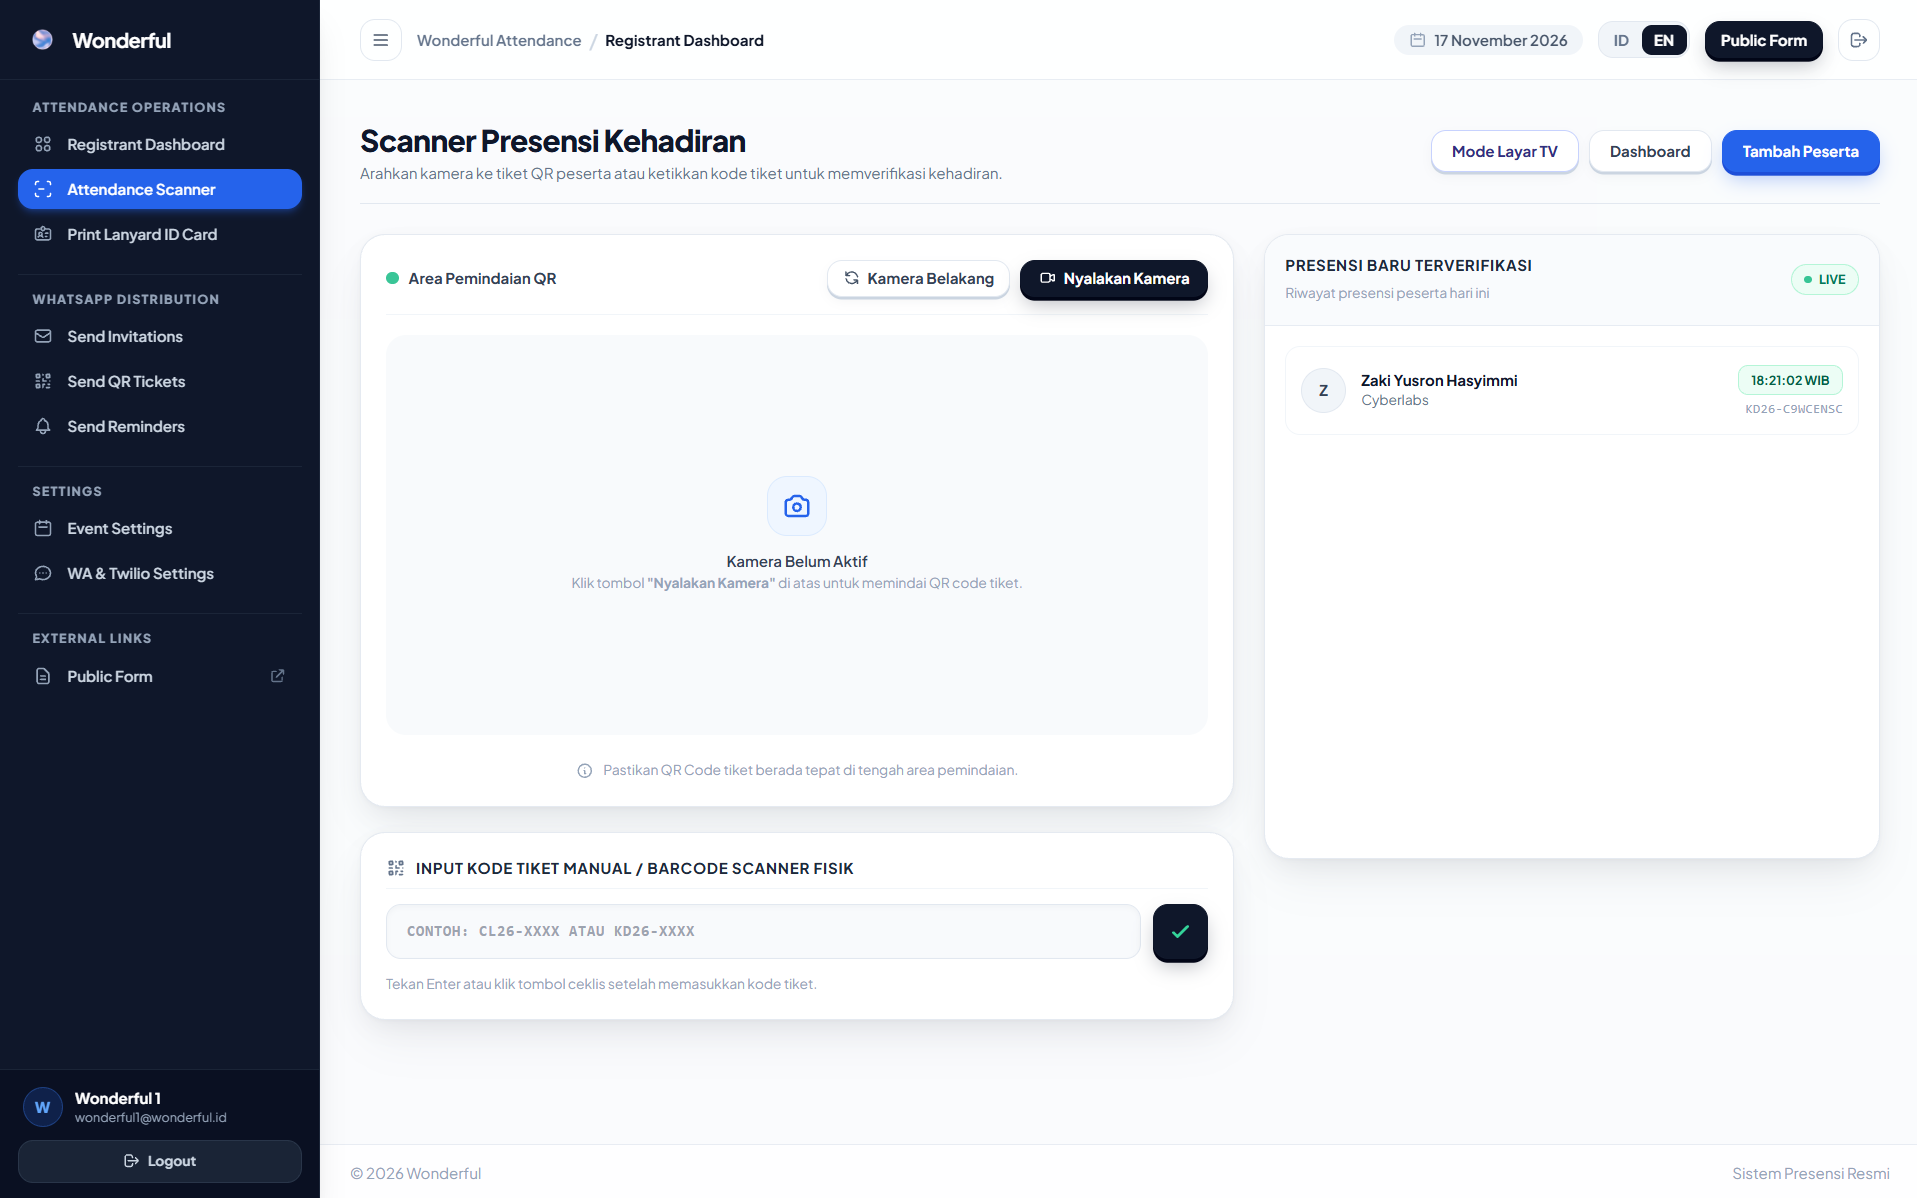 Wonderful
ATTENDANCE OPERATIONS
Registrant Dashboard
Attendance Scanner
Print Lanyard ID Card
WHATSAPP DISTRIBUTION
Send Invitations
Send QR Tickets
Send Reminders
SETTINGS
Event Settings
WA & Twilio Settings
EXTERNAL LINKS
Public Form
W
Wonderful 1
wonderful1@wonderful.id
Logout
Wonderful Attendance / Registrant Dashboard
17 November 2026
ID EN
Public Form
Scanner Presensi Kehadiran
Arahkan kamera ke tiket QR peserta atau ketikkan kode tiket untuk memverifikasi kehadiran.
Mode Layar TV
Dashboard
Tambah Peserta
Area Pemindaian QR
Kamera Belakang
Nyalakan Kamera
Kamera Belum Aktif
Klik tombol "Nyalakan Kamera" di atas untuk memindai QR code tiket.
Pastikan QR Code tiket berada tepat di tengah area pemindaian.
INPUT KODE TIKET MANUAL / BARCODE SCANNER FISIK
CONTOH: CL26-XXXX ATAU KD26-XXXX
Tekan Enter atau klik tombol ceklis setelah memasukkan kode tiket.
PRESENSI BARU TERVERIFIKASI
Riwayat presensi peserta hari ini
LIVE
Z
Zaki Yusron Hasyimmi
Cyberlabs
18:21:02 WIB
KD26-C9WCENSC
© 2026 Wonderful
Sistem Presensi Resmi